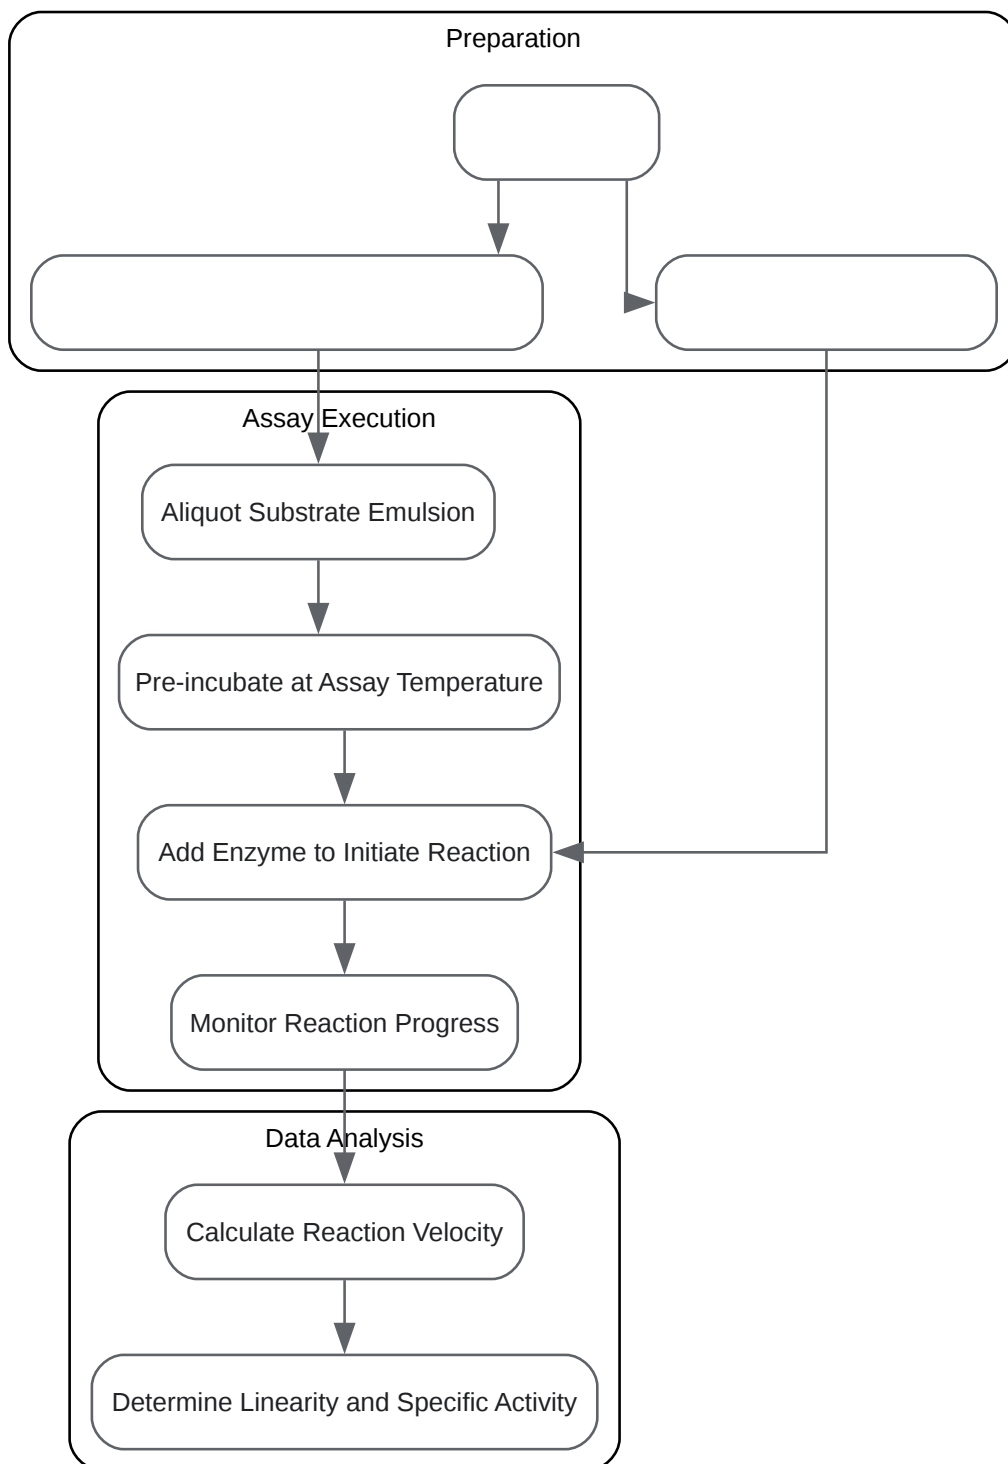 Preparation
Assay Execution
Aliquot Substrate Emulsion
Pre-incubate at Assay Temperature
Add Enzyme to Initiate Reaction
Monitor Reaction Progress
Data Analysis
Calculate Reaction Velocity
Determine Linearity and Specific Activity